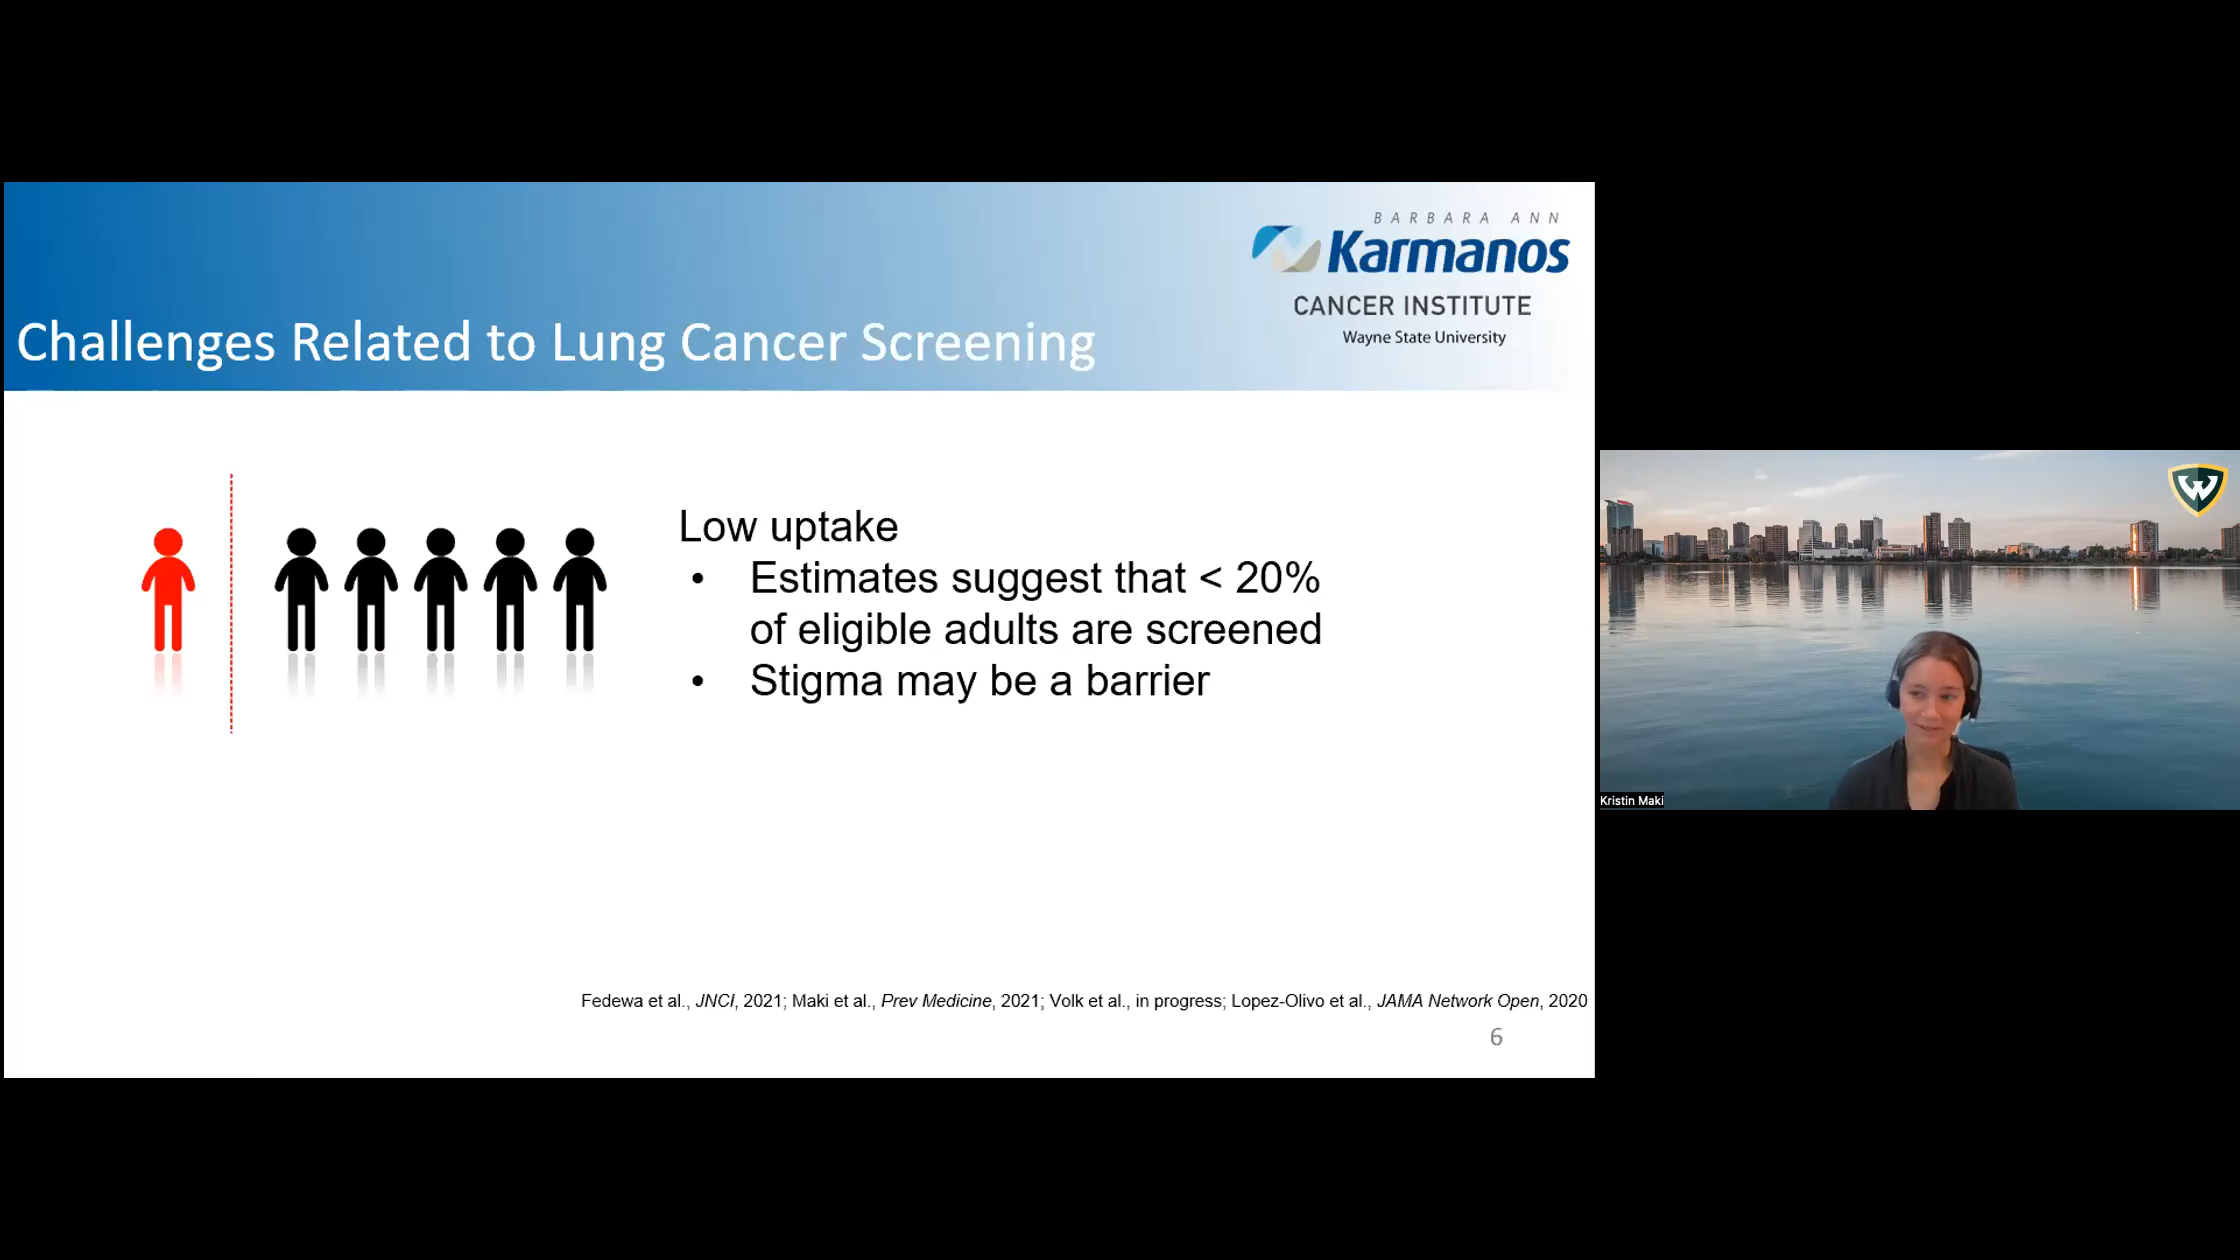 BARBARA ANN
Karmanos
CANCER INSTITUTE
Wayne State University
Challenges Related to Lung Cancer Screening
Low uptake
• Estimates suggest that < 20%
of eligible adults are screened
• Stigma may be a barrier
Fedewa et al., JNCI, 2021; Maki et al., Prev Medicine, 2021; Volk et al., in progress; Lopez-Olivo et al., JAMA Network Open, 2020
6
W
Kristin Maki